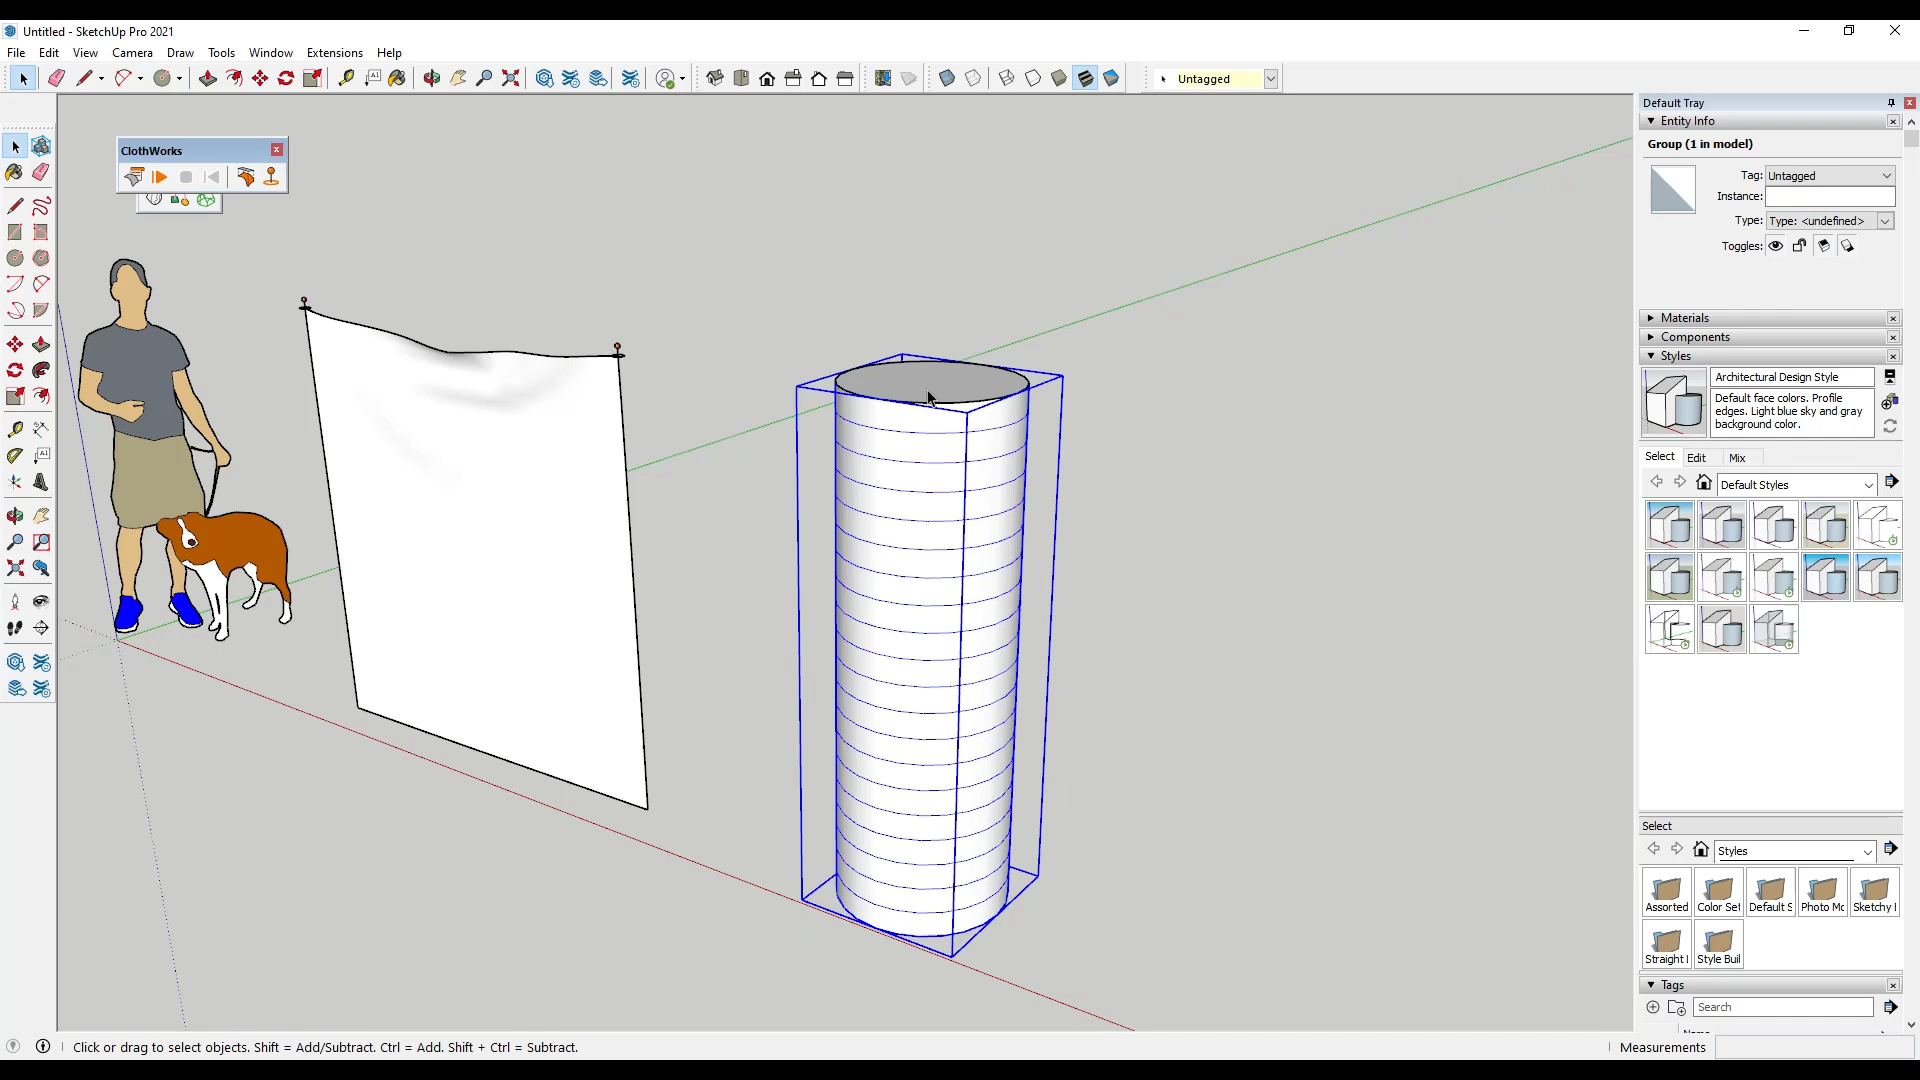 Untitled - SketchUp Pro 2021
File Edit View Camera Draw Tools Window Extensions Help
Untagged
Default Tray
Entity Info
Group (1 in model)
Tag: Untagged
Instance:
Type: Type: <undefined>
Toggles:
ClothWorks
Materials
Components
Styles
Architectural Design Style
Default face colors. Profile
edges. Light blue sky and gray
background color.
Select Edit Mix
Default Styles
Select
Styles
Assorted Color Set Default S Photo Mo Sketchy I
Straight I Style Buil
Tags
Search
Click or drag to select objects. Shift = Add/Subtract. Ctrl = Add. Shift + Ctrl = Subtract.
Measurements